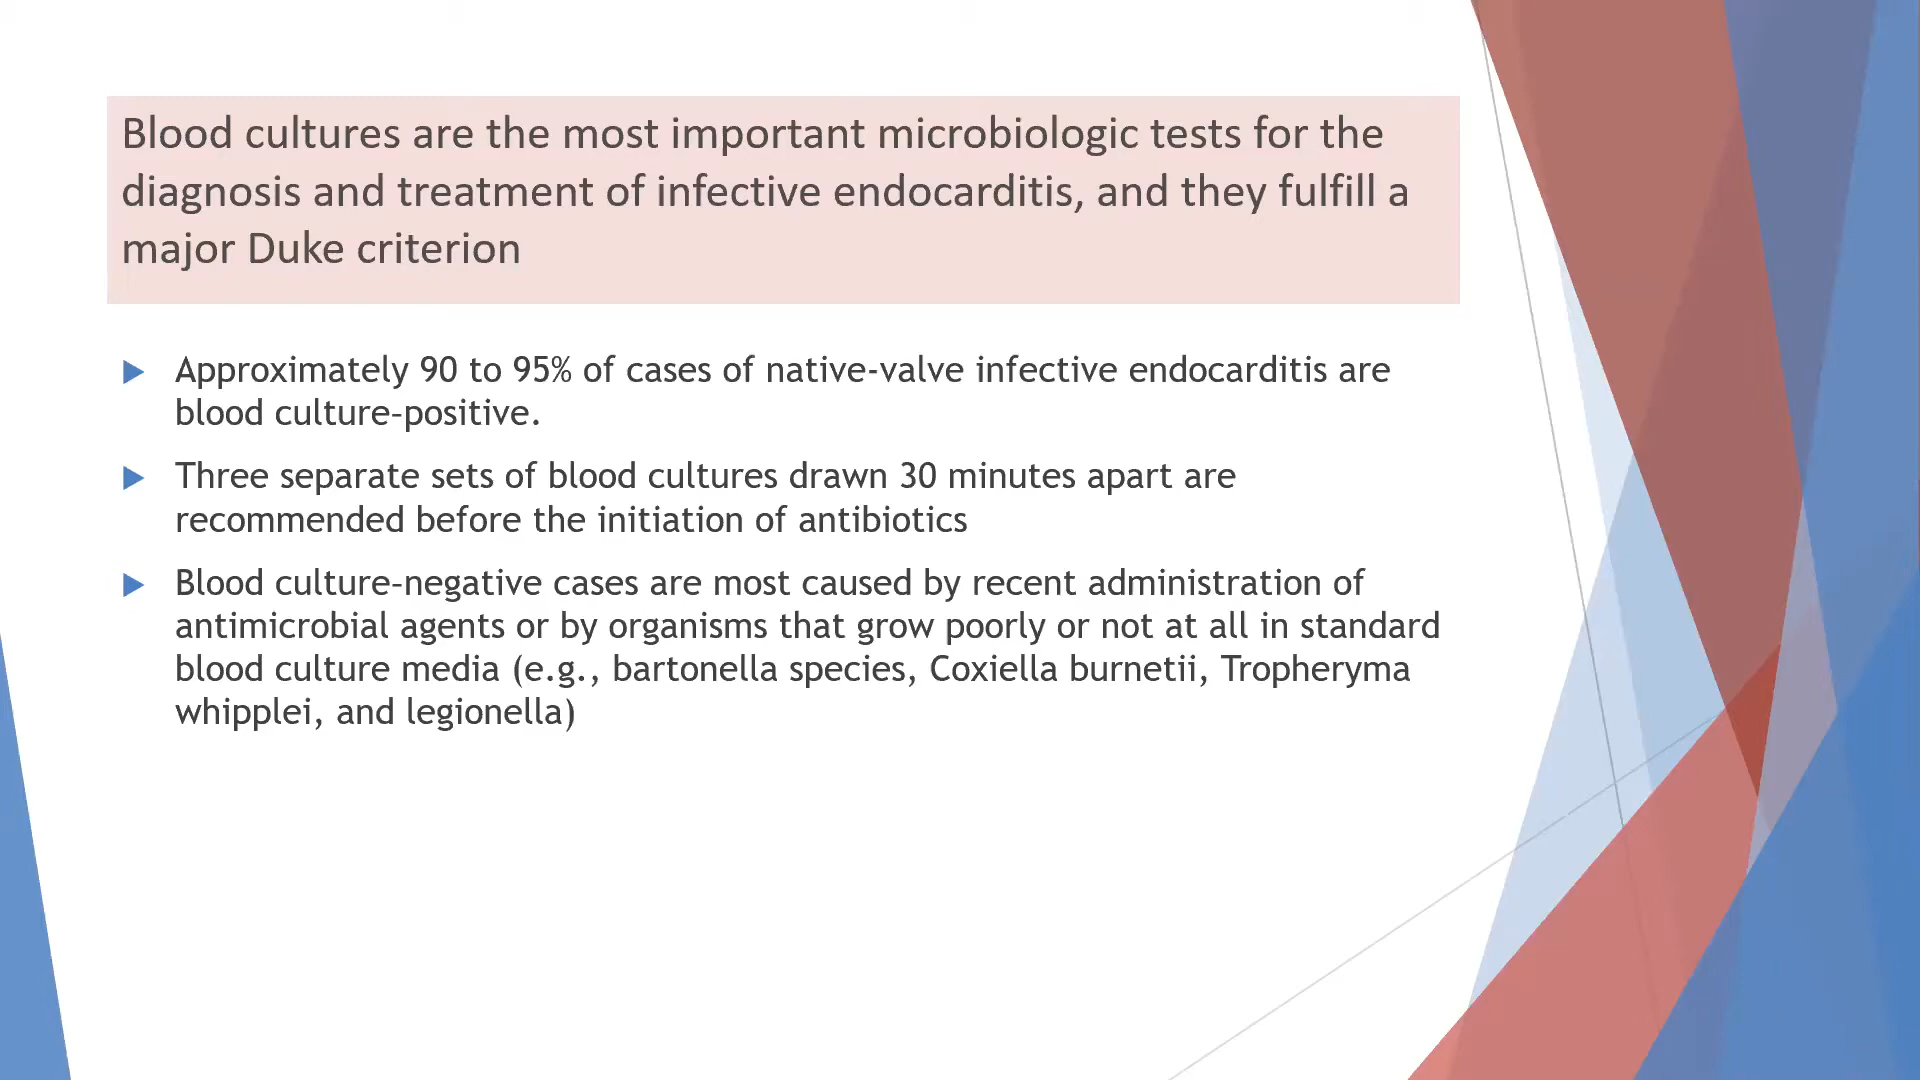 Blood cultures are the most important microbiologic tests for the
diagnosis and treatment of infective endocarditis, and they fulfill a
major Duke criterion
Approximately 90 to 95% of cases of native-valve infective endocarditis are
blood culture-positive.
Three separate sets of blood cultures drawn 30 minutes apart are
recommended before the initiation of antibiotics
Blood culture-negative cases are most caused by recent administration of
antimicrobial agents or by organisms that grow poorly or not at all in standard
blood culture media (e.g., bartonella species, Coxiella burnetii, Tropheryma
whipplei, and legionella)